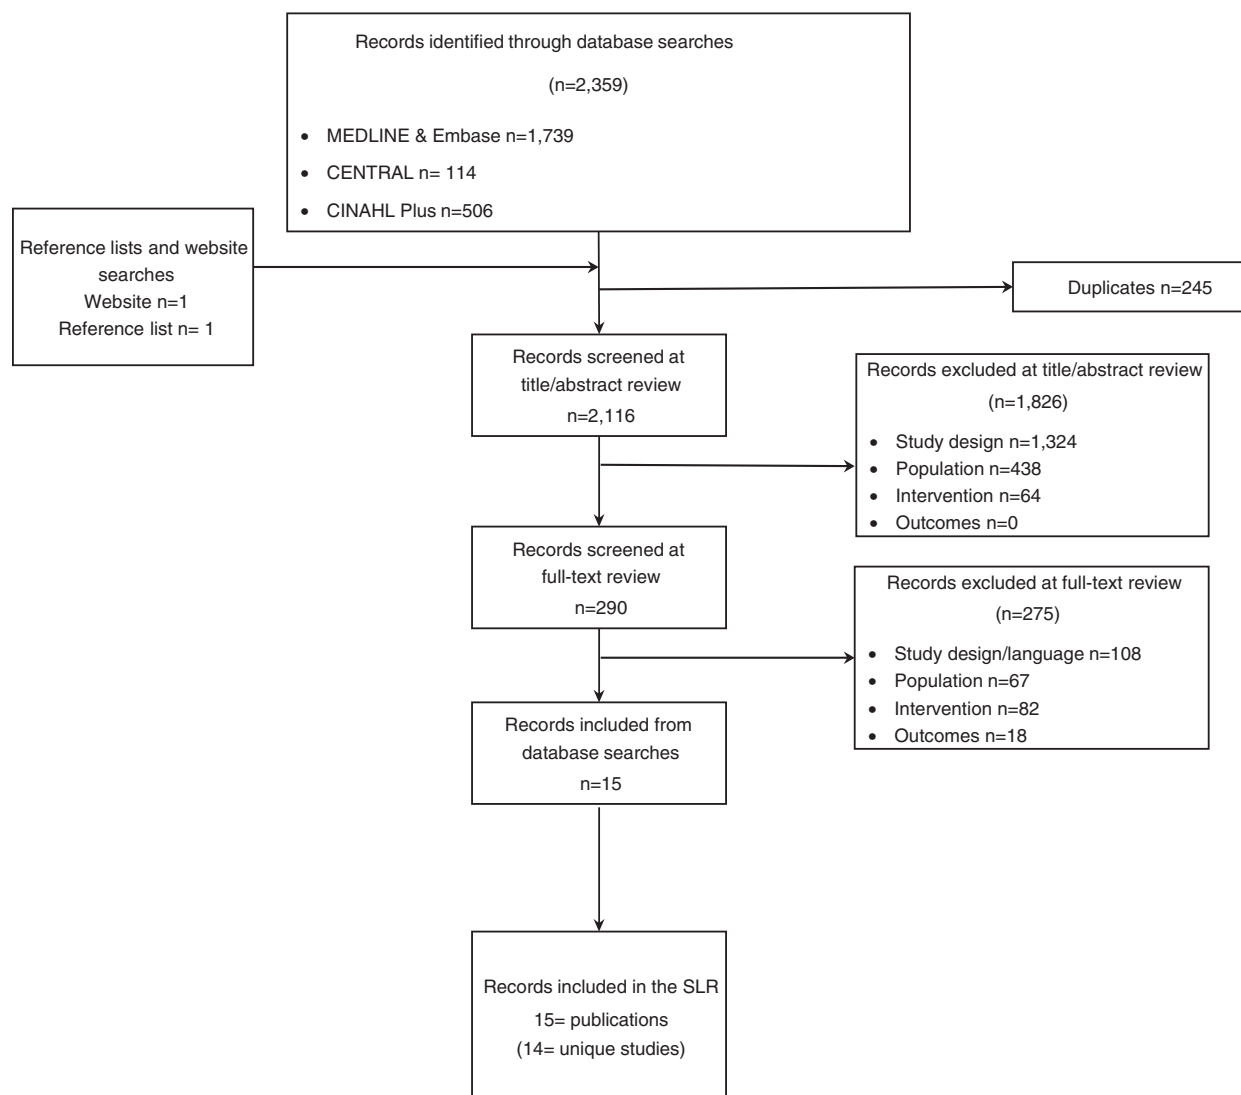 Records identified through database searches
(n=2,359)
• MEDLINE & Embase n=1,739
• CENTRAL n= 114
• CINAHL Plus n=506
Reference lists and website
searches
Website n=1
Reference list n= 1
Duplicates n=245
Records screened at
title/abstract review
n=2,116
Records excluded at title/abstract review
(n=1,826)
• Study design n=1,324
• Population n=438
• Intervention n=64
• Outcomes n=0
Records screened at
full-text review
n=290
Records excluded at full-text review
(n=275)
• Study design/language n=108
• Population n=67
• Intervention n=82
• Outcomes n=18
Records included from
database searches
n=15
Records included in the SLR
15= publications
(14= unique studies)